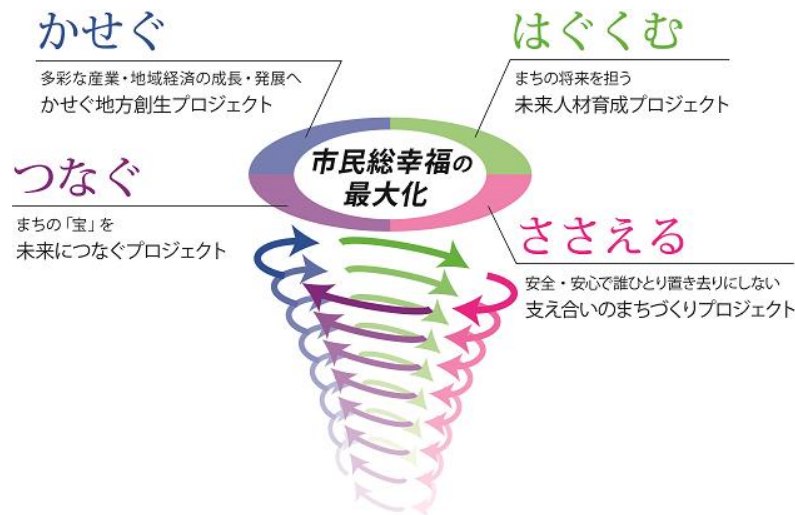 かせぐ
多彩な産業・地域経済の成長・発展へ
かせぐ地方創生プロジェクト
はぐくむ
まちの将来を担う
未来人材育成プロジェクト
市民総幸福の
最大化
つなぐ
まちの「宝」を
未来につなぐプロジェクト
ささえる
安全・安心で誰ひとり置き去りにしない
支え合いのまちづくりプロジェクト